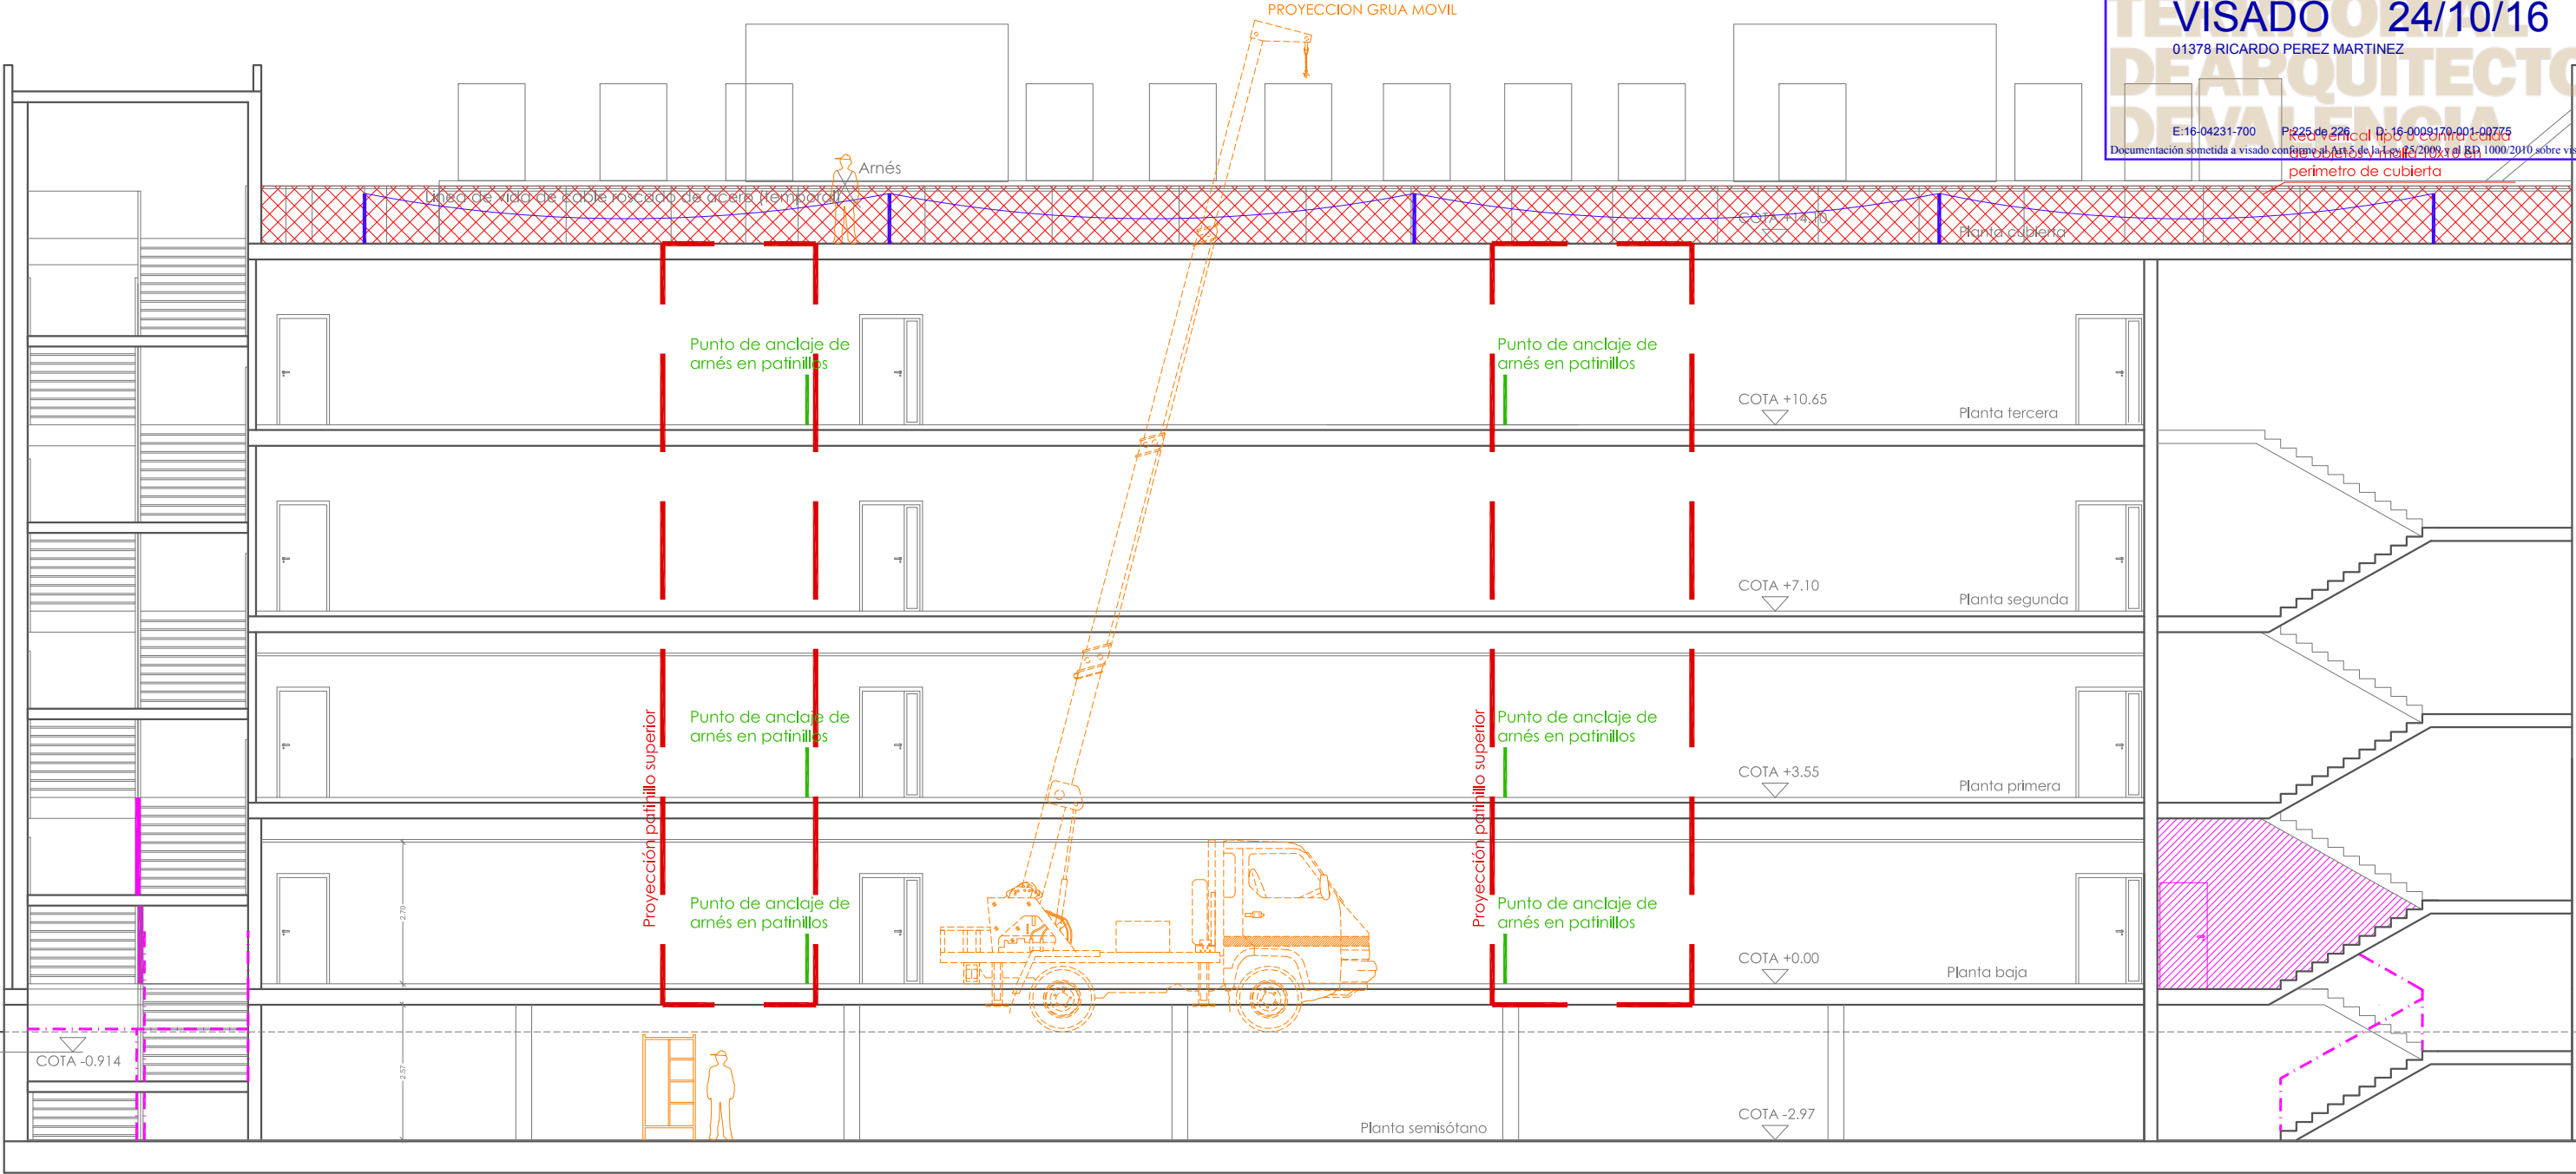 PROYECCION GRUA MOVIL
TERRITORIAL
DEARQUITECTO
DEVALENCIA
VISADO 24/10/16
01378 RICARDO PEREZ MARTINEZ
E:16-04231-700 P:225 de 226 D: 16-0009170-001-00775
Documentación sometida a visado conforme al Art.5 de la Ley 25/2009 y al RD 1000/2010 sobre vis
Red vertical tipo U contra caída
de objetos y malla 10x10 en
perímetro de cubierta
Arnés
Línea de vida de cable roscado de acero (temporal)
COTA +14.10
Planta cubierta
Punto de anclaje de
arnés en patinillos
Punto de anclaje de
arnés en patinillos
COTA +10.65
Planta tercera
COTA +7.10
Planta segunda
Proyección patinillo superior
Punto de anclaje de
arnés en patinillos
Proyección patinillo superior
Punto de anclaje de
arnés en patinillos
COTA +3.55
Planta primera
2.70
Punto de anclaje de
arnés en patinillos
Punto de anclaje de
arnés en patinillos
COTA +0.00
Planta baja
COTA -0.914
2.57
Planta semisótano
COTA -2.97